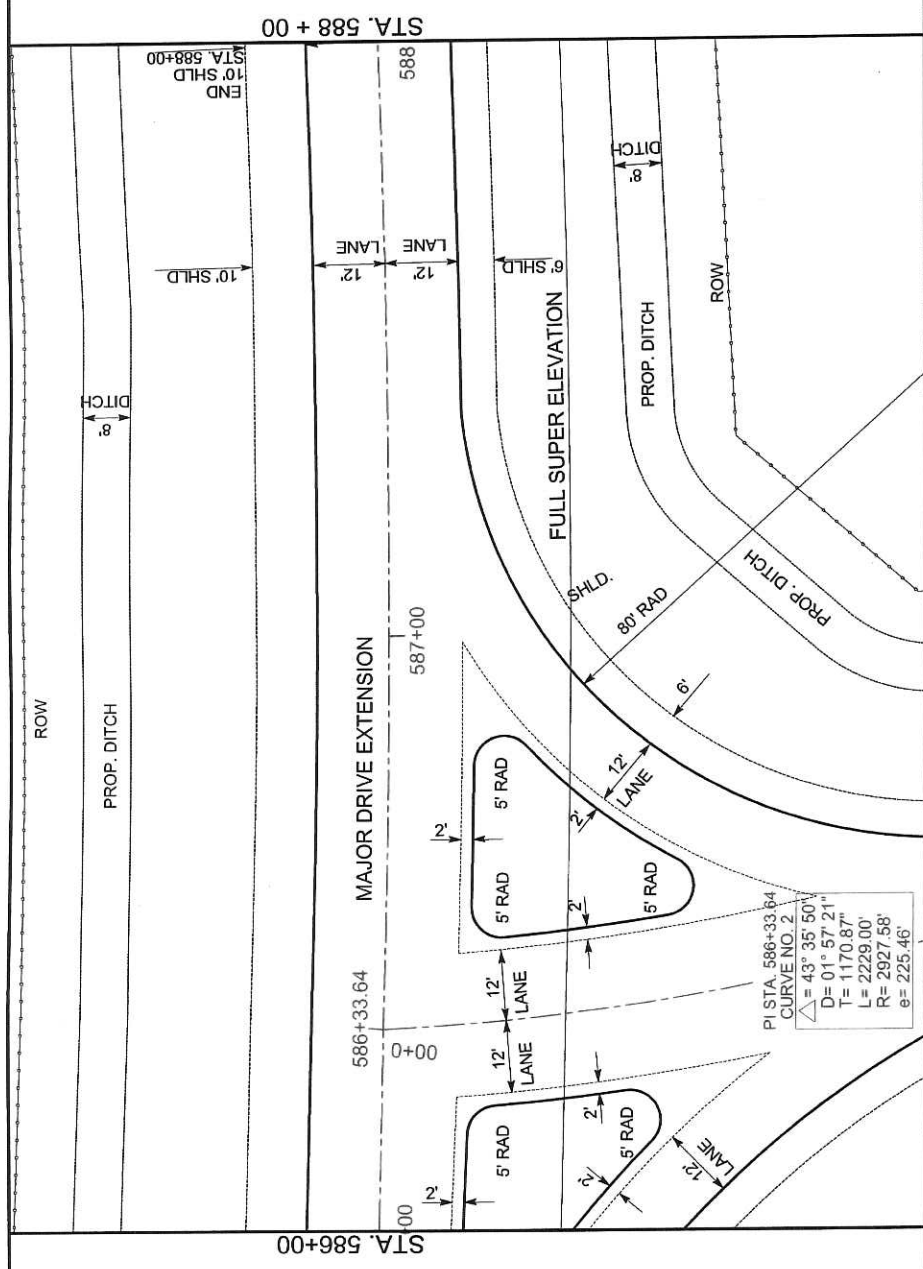 STA. 588 + 00
STA. 586+00
ROW
PROP. DITCH
8'
DITCH
10' SHLD
END
10' SHLD
STA. 588+00
588
MAJOR DRIVE EXTENSION
587+00
586+33.64
0+00
00
12'
LANE
12'
LANE
6' SHLD
FULL SUPER ELEVATION
8'
DITCH
PROP. DITCH
ROW
PROP. DITCH
SHLD.
80' RAD
6'
12'
LANE
2'
5' RAD
5' RAD
5' RAD
2'
2'
12'
LANE
12'
LANE
2'
5' RAD
5' RAD
2'
2'
12'
LANE
PI STA. 586+33.64
CURVE NO. 2
△= 43° 35' 50"
D= 01° 57' 21"
T= 1170.87"
L= 2229.00'
R= 2927.58'
e= 225.46'